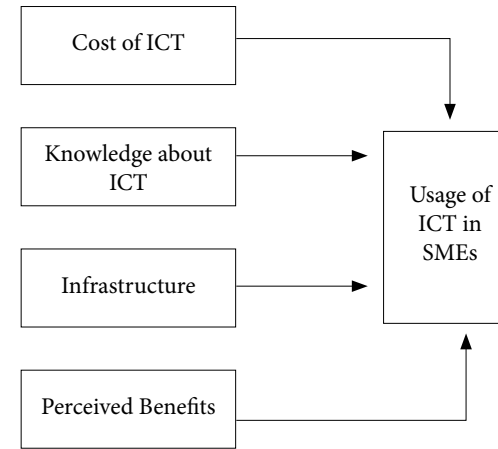 Cost of ICT
Knowledge about
ICT
Infrastructure
Perceived Benefits
Usage of
ICT in
SMEs